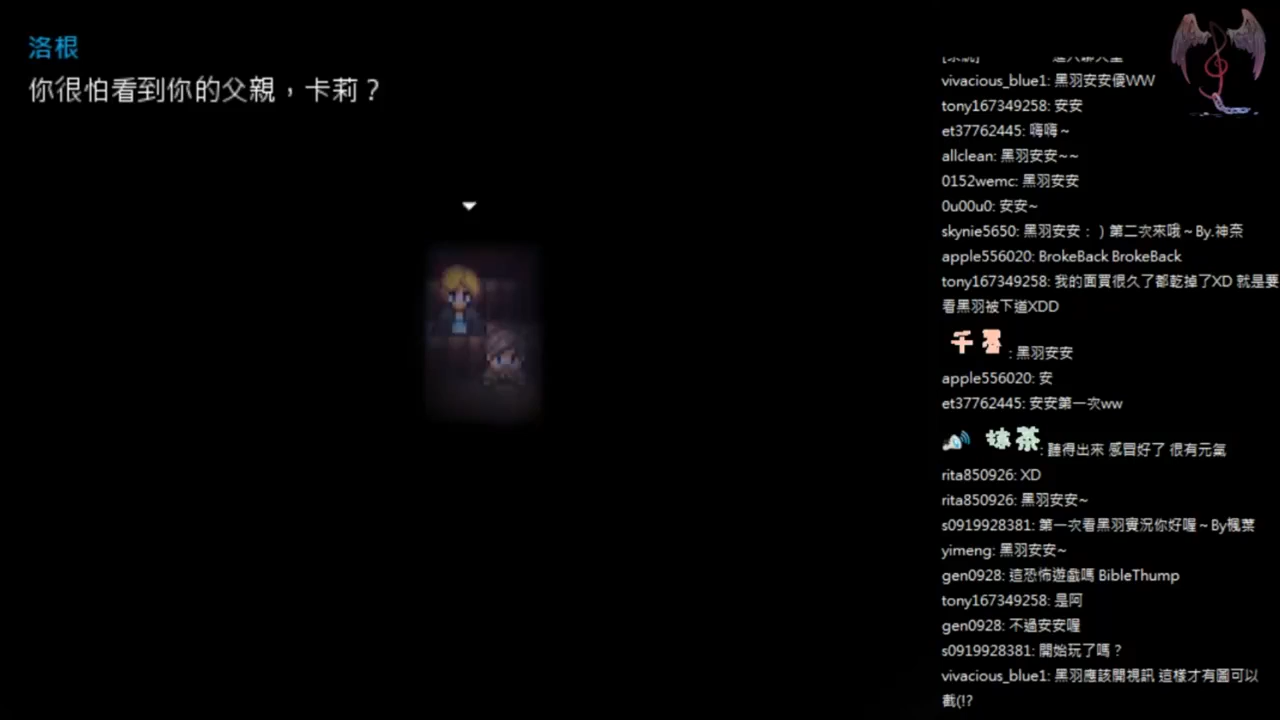 洛根
你很怕看到你的父親，卡莉？
vivacious_blue1: 黑羽安安優WW
tony167349258: 安安
et37762445: 嗨嗨~
allclean: 黑羽安安~~
0152wemc: 黑羽安安
0u00u0: 安安~
skynie5650: 黑羽安安：）第二次來哦～By.神奈
apple556020: BrokeBack BrokeBack
tony167349258: 我的面買很久了都乾掉了XD 就是要
看黑羽被下道XDD
: 黑羽安安
apple556020: 安
et37762445: 安安第一次ww
抹茶: 聽得出來 感冒好了 很有元氣
rita850926: XD
rita850926: 黑羽安安~
s0919928381: 第一次看黑羽實況你好喔～By楓葉
yimeng: 黑羽安安~
gen0928: 這恐怖遊戲嗎 BibleThump
tony167349258: 是阿
gen0928: 不過安安喔
s0919928381: 開始玩了嗎？
vivacious_blue1: 黑羽應該開視訊 這樣才有圖可以
截(!?